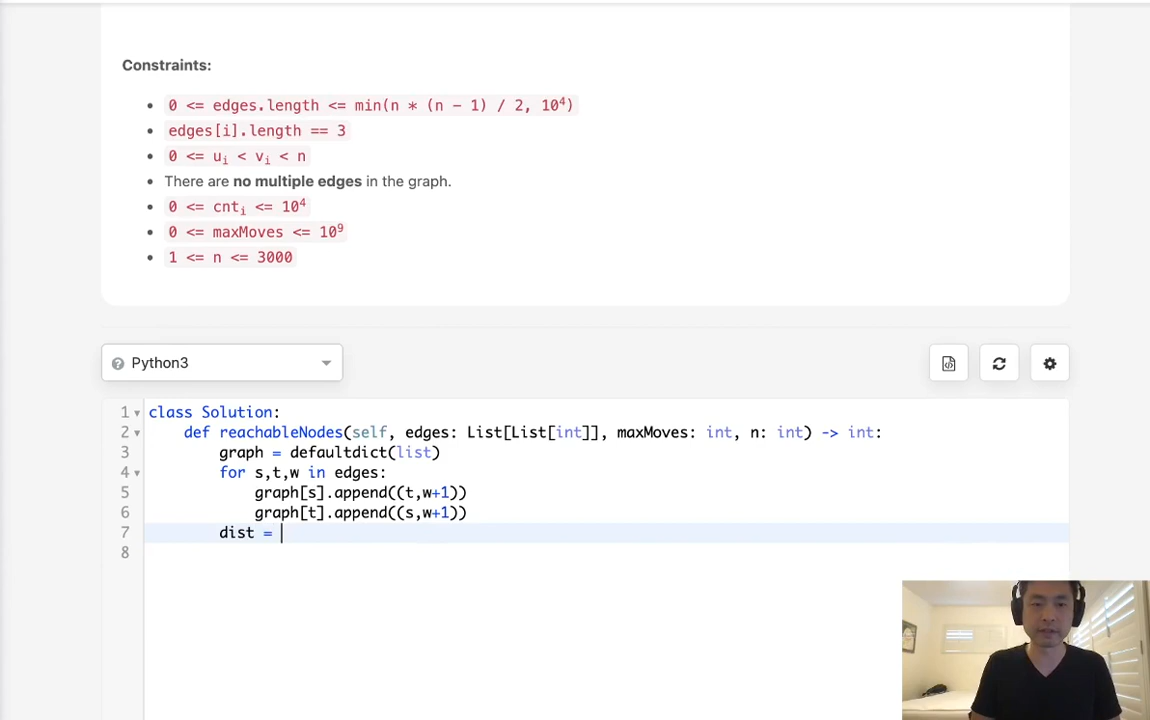 Constraints:
• 0 <= edges.length <= min(n * (n - 1) / 2, 10⁴)
• edges[i].length == 3
• 0 <= uᵢ < vᵢ < n
• There are no multiple edges in the graph.
• 0 <= cntᵢ <= 10⁴
• 0 <= maxMoves <= 10⁹
• 1 <= n <= 3000
Python3
1 class Solution:
2     def reachableNodes(self, edges: List[List[int]], maxMoves: int, n: int) -> int:
3         graph = defaultdict(list)
4         for s,t,w in edges:
5             graph[s].append((t,w+1))
6             graph[t].append((s,w+1))
7         dist =
8